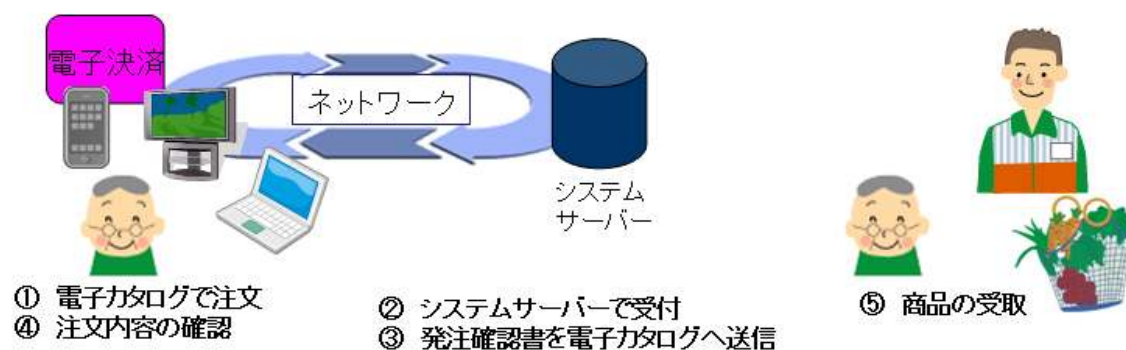 電子決済
ネットワーク
システム
サーバー
① 電子カタログで注文
④ 注文内容の確認
② システムサーバーで受付
③ 発注確認書を電子カタログへ送信
⑤ 商品の受取